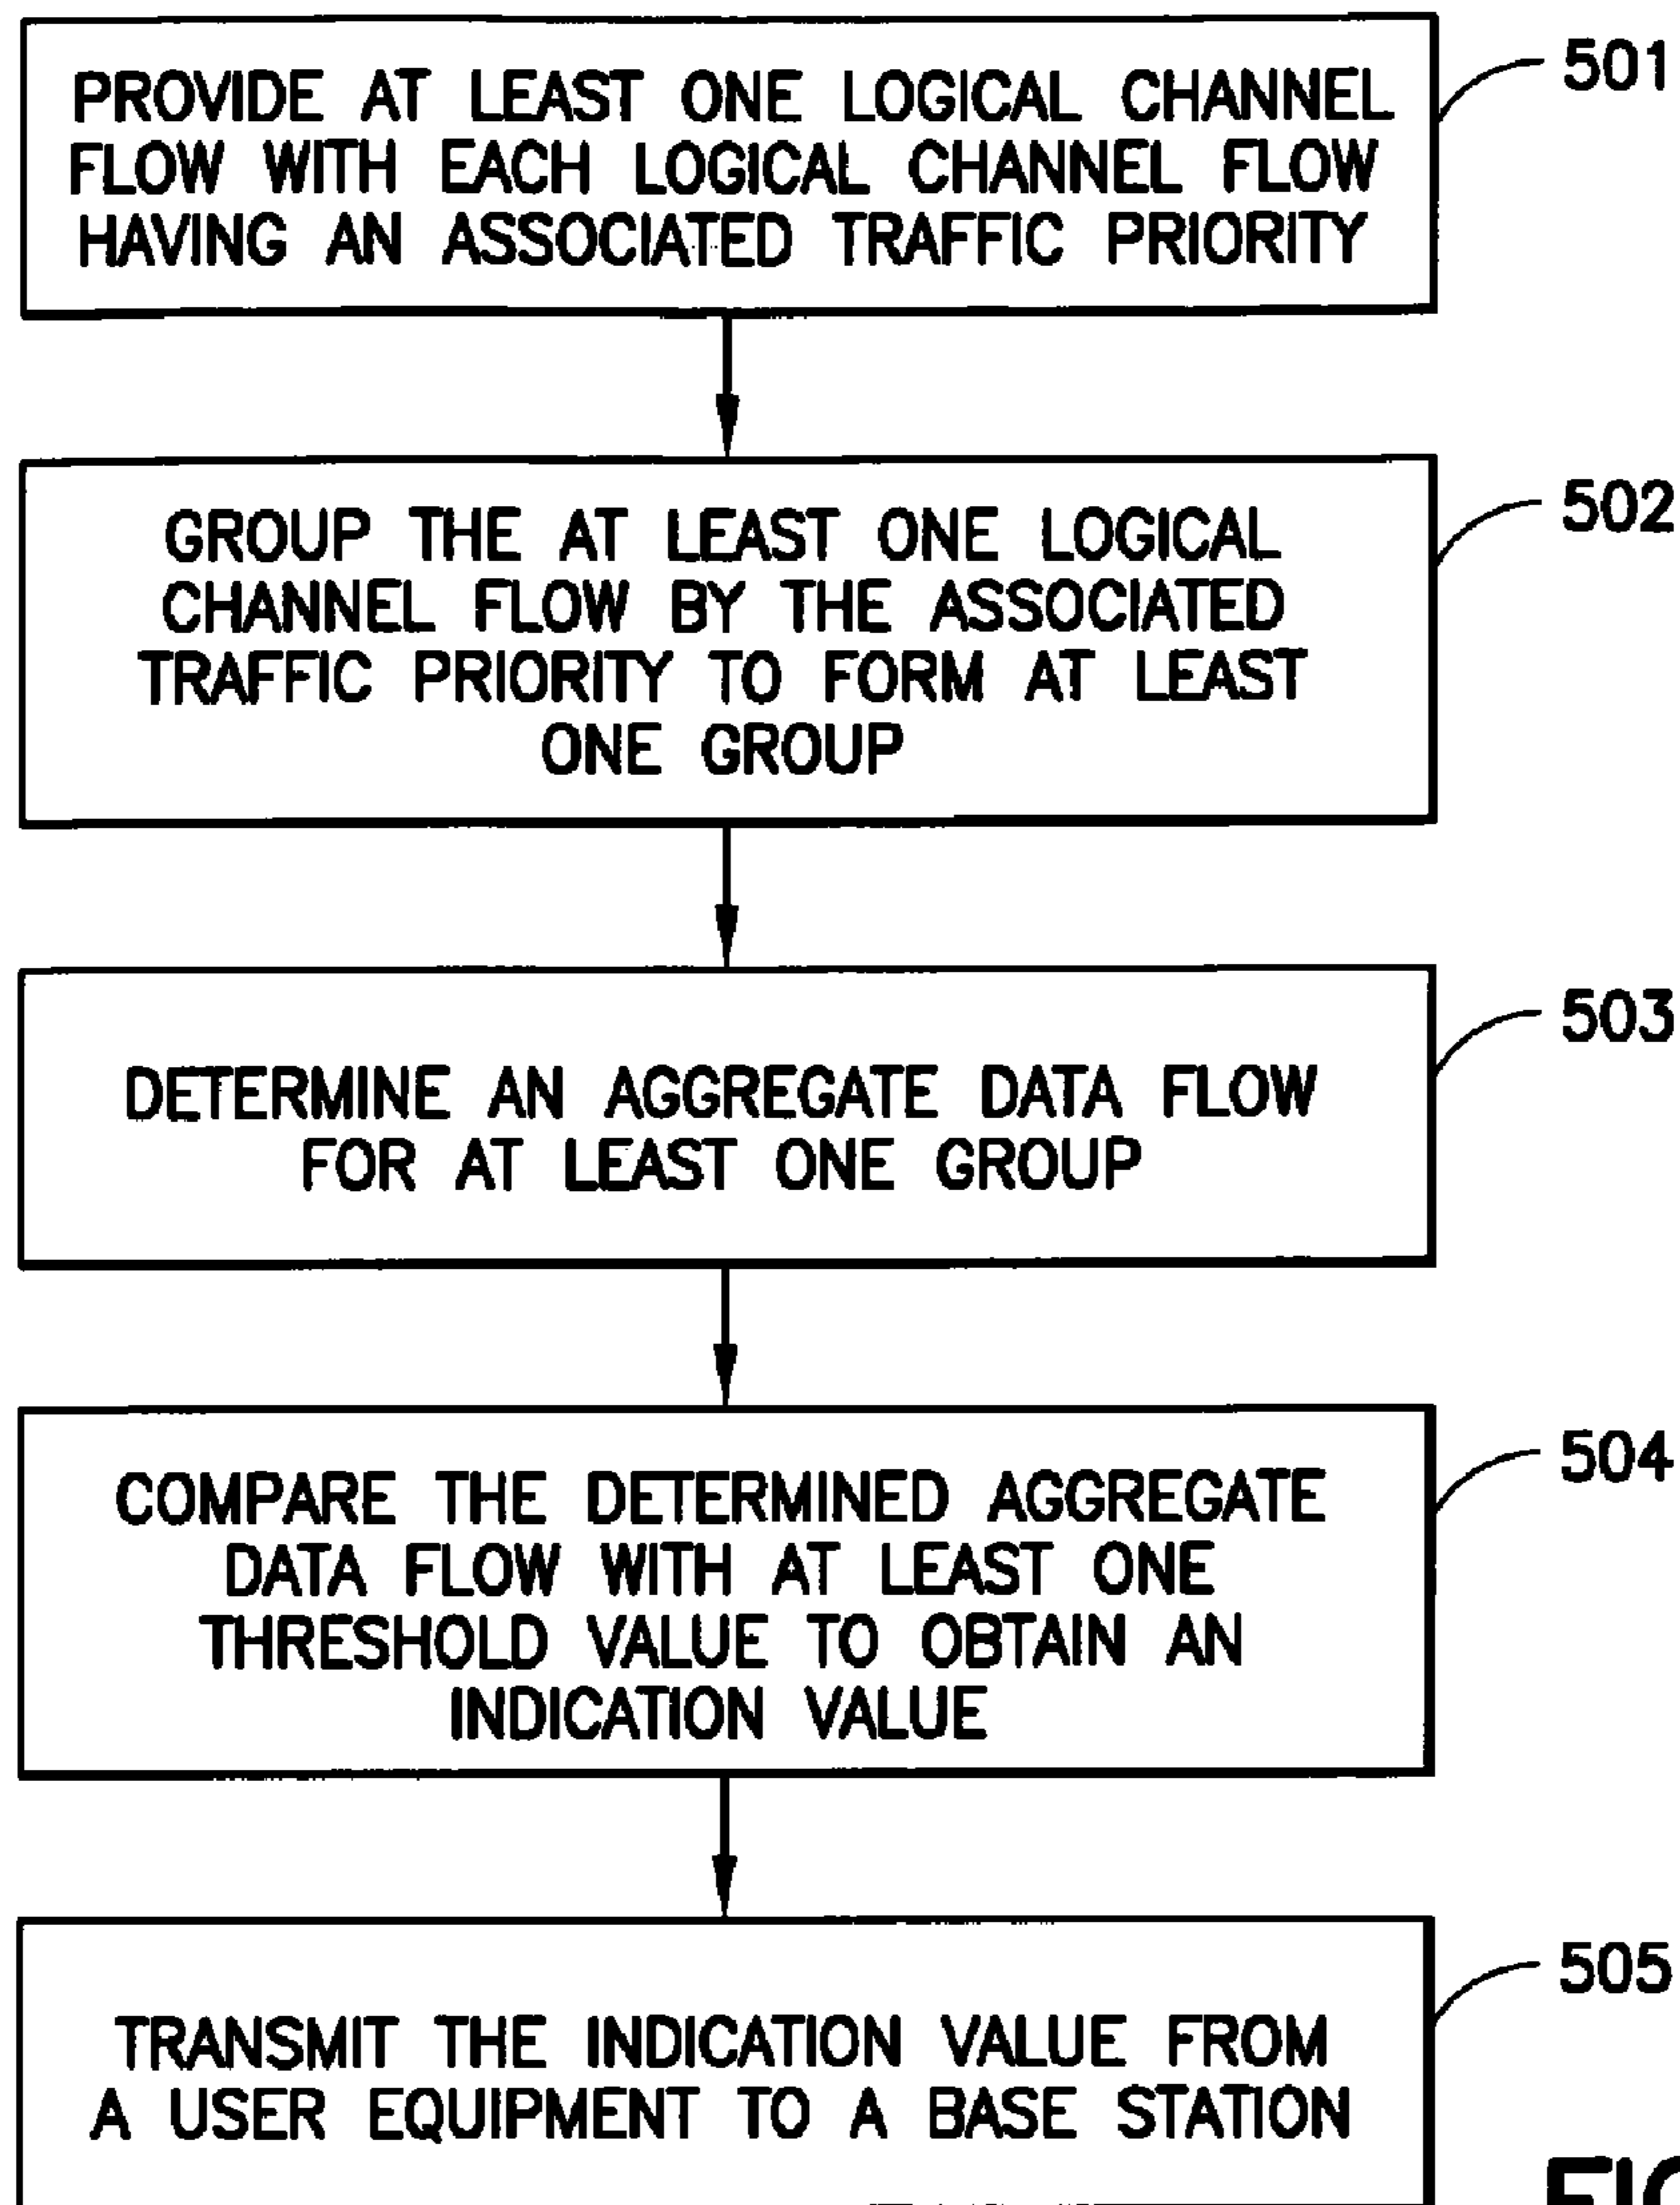 PROVIDE AT LEAST ONE LOGICAL CHANNEL
FLOW WITH EACH LOGICAL CHANNEL FLOW
HAVING AN ASSOCIATED TRAFFIC PRIORITY
501
GROUP THE AT LEAST ONE LOGICAL
CHANNEL FLOW BY THE ASSOCIATED
TRAFFIC PRIORITY TO FORM AT LEAST
ONE GROUP
502
DETERMINE AN AGGREGATE DATA FLOW
FOR AT LEAST ONE GROUP
503
COMPARE THE DETERMINED AGGREGATE
DATA FLOW WITH AT LEAST ONE
THRESHOLD VALUE TO OBTAIN AN
INDICATION VALUE
504
TRANSMIT THE INDICATION VALUE FROM
A USER EQUIPMENT TO A BASE STATION
505